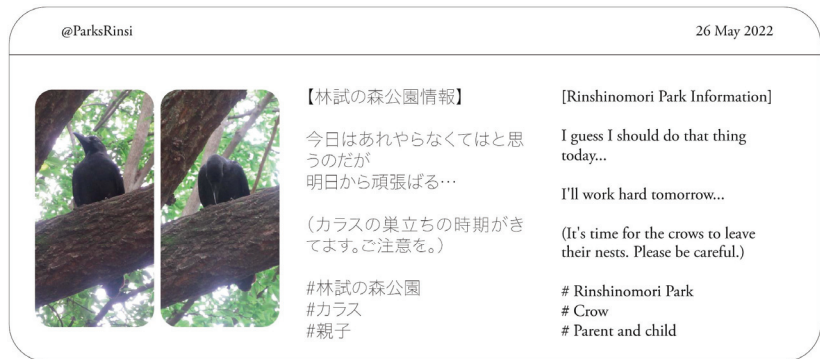 @ParksRinsi
26 May 2022
【林試の森公園情報】
今日はあれやらなくてはと思
うのだが
明日から頑張ばる…
（カラスの巣立ちの時期がき
てます。ご注意を。）
#林試の森公園
#カラス
#親子
[Rinshinomori Park Information]
I guess I should do that thing
today...
I'll work hard tomorrow...
(It's time for the crows to leave
their nests. Please be careful.)
# Rinshinomori Park
# Crow
# Parent and child